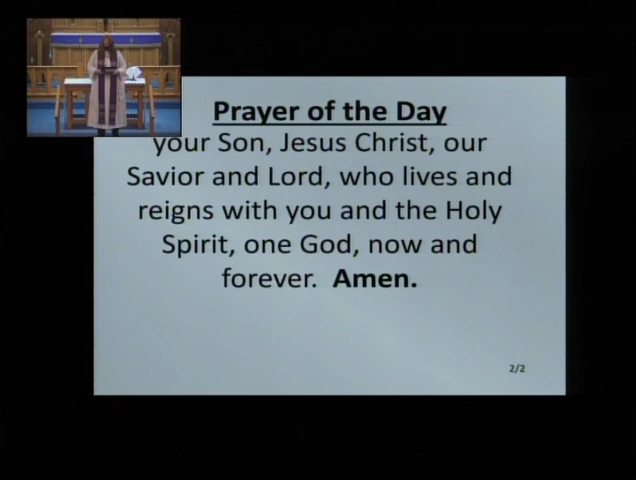 Prayer of the Day
your Son, Jesus Christ, our
Savior and Lord, who lives and
reigns with you and the Holy
Spirit, one God, now and
forever. Amen.
2/2